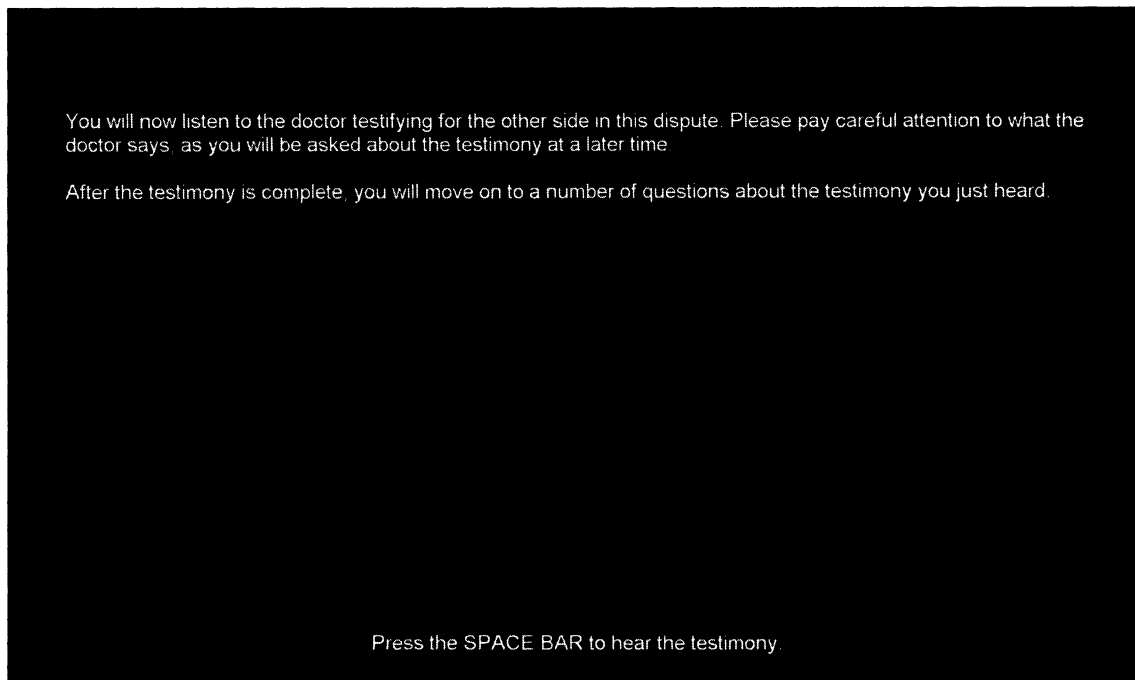 You will now listen to the doctor testifying for the other side in this dispute. Please pay careful attention to what the
doctor says, as you will be asked about the testimony at a later time.
After the testimony is complete, you will move on to a number of questions about the testimony you just heard.
Press the SPACE BAR to hear the testimony.